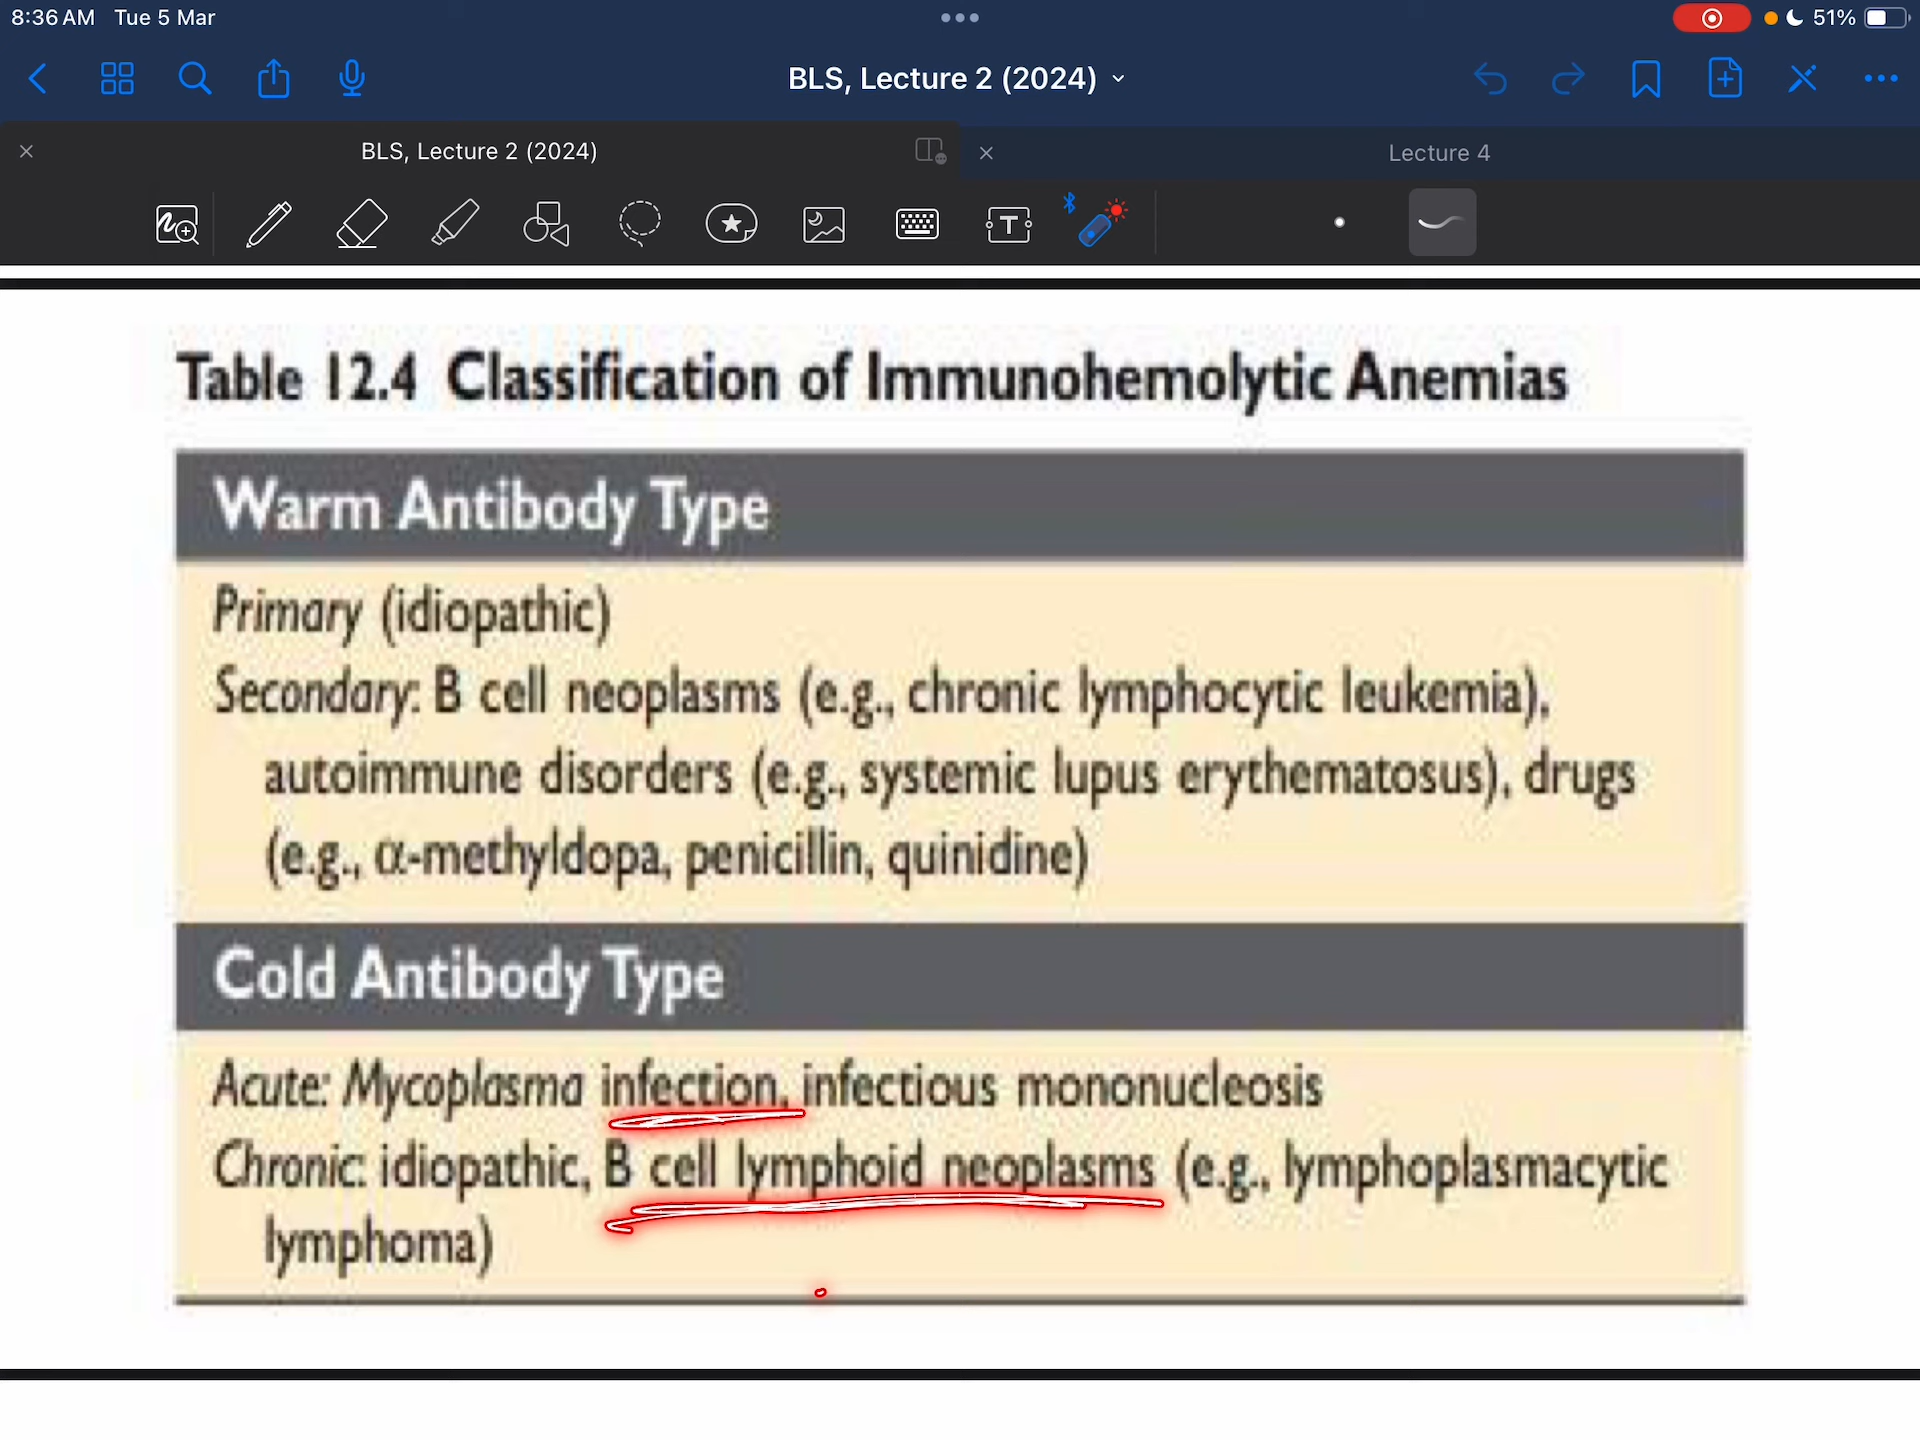 8:36 AM Tue 5 Mar
51%
BLS, Lecture 2 (2024)
BLS, Lecture 2 (2024)
Lecture 4
T
Table 12.4 Classification of Immunohemolytic Anemias
Warm Antibody Type
Primary (idiopathic)
Secondary: B cell neoplasms (e.g., chronic lymphocytic leukemia),
autoimmune disorders (e.g., systemic lupus erythematosus), drugs
(e.g., α-methyldopa, penicillin, quinidine)
Cold Antibody Type
Acute: Mycoplasma infection, infectious mononucleosis
Chronic: idiopathic, B cell lymphoid neoplasms (e.g., lymphoplasmacytic
lymphoma)